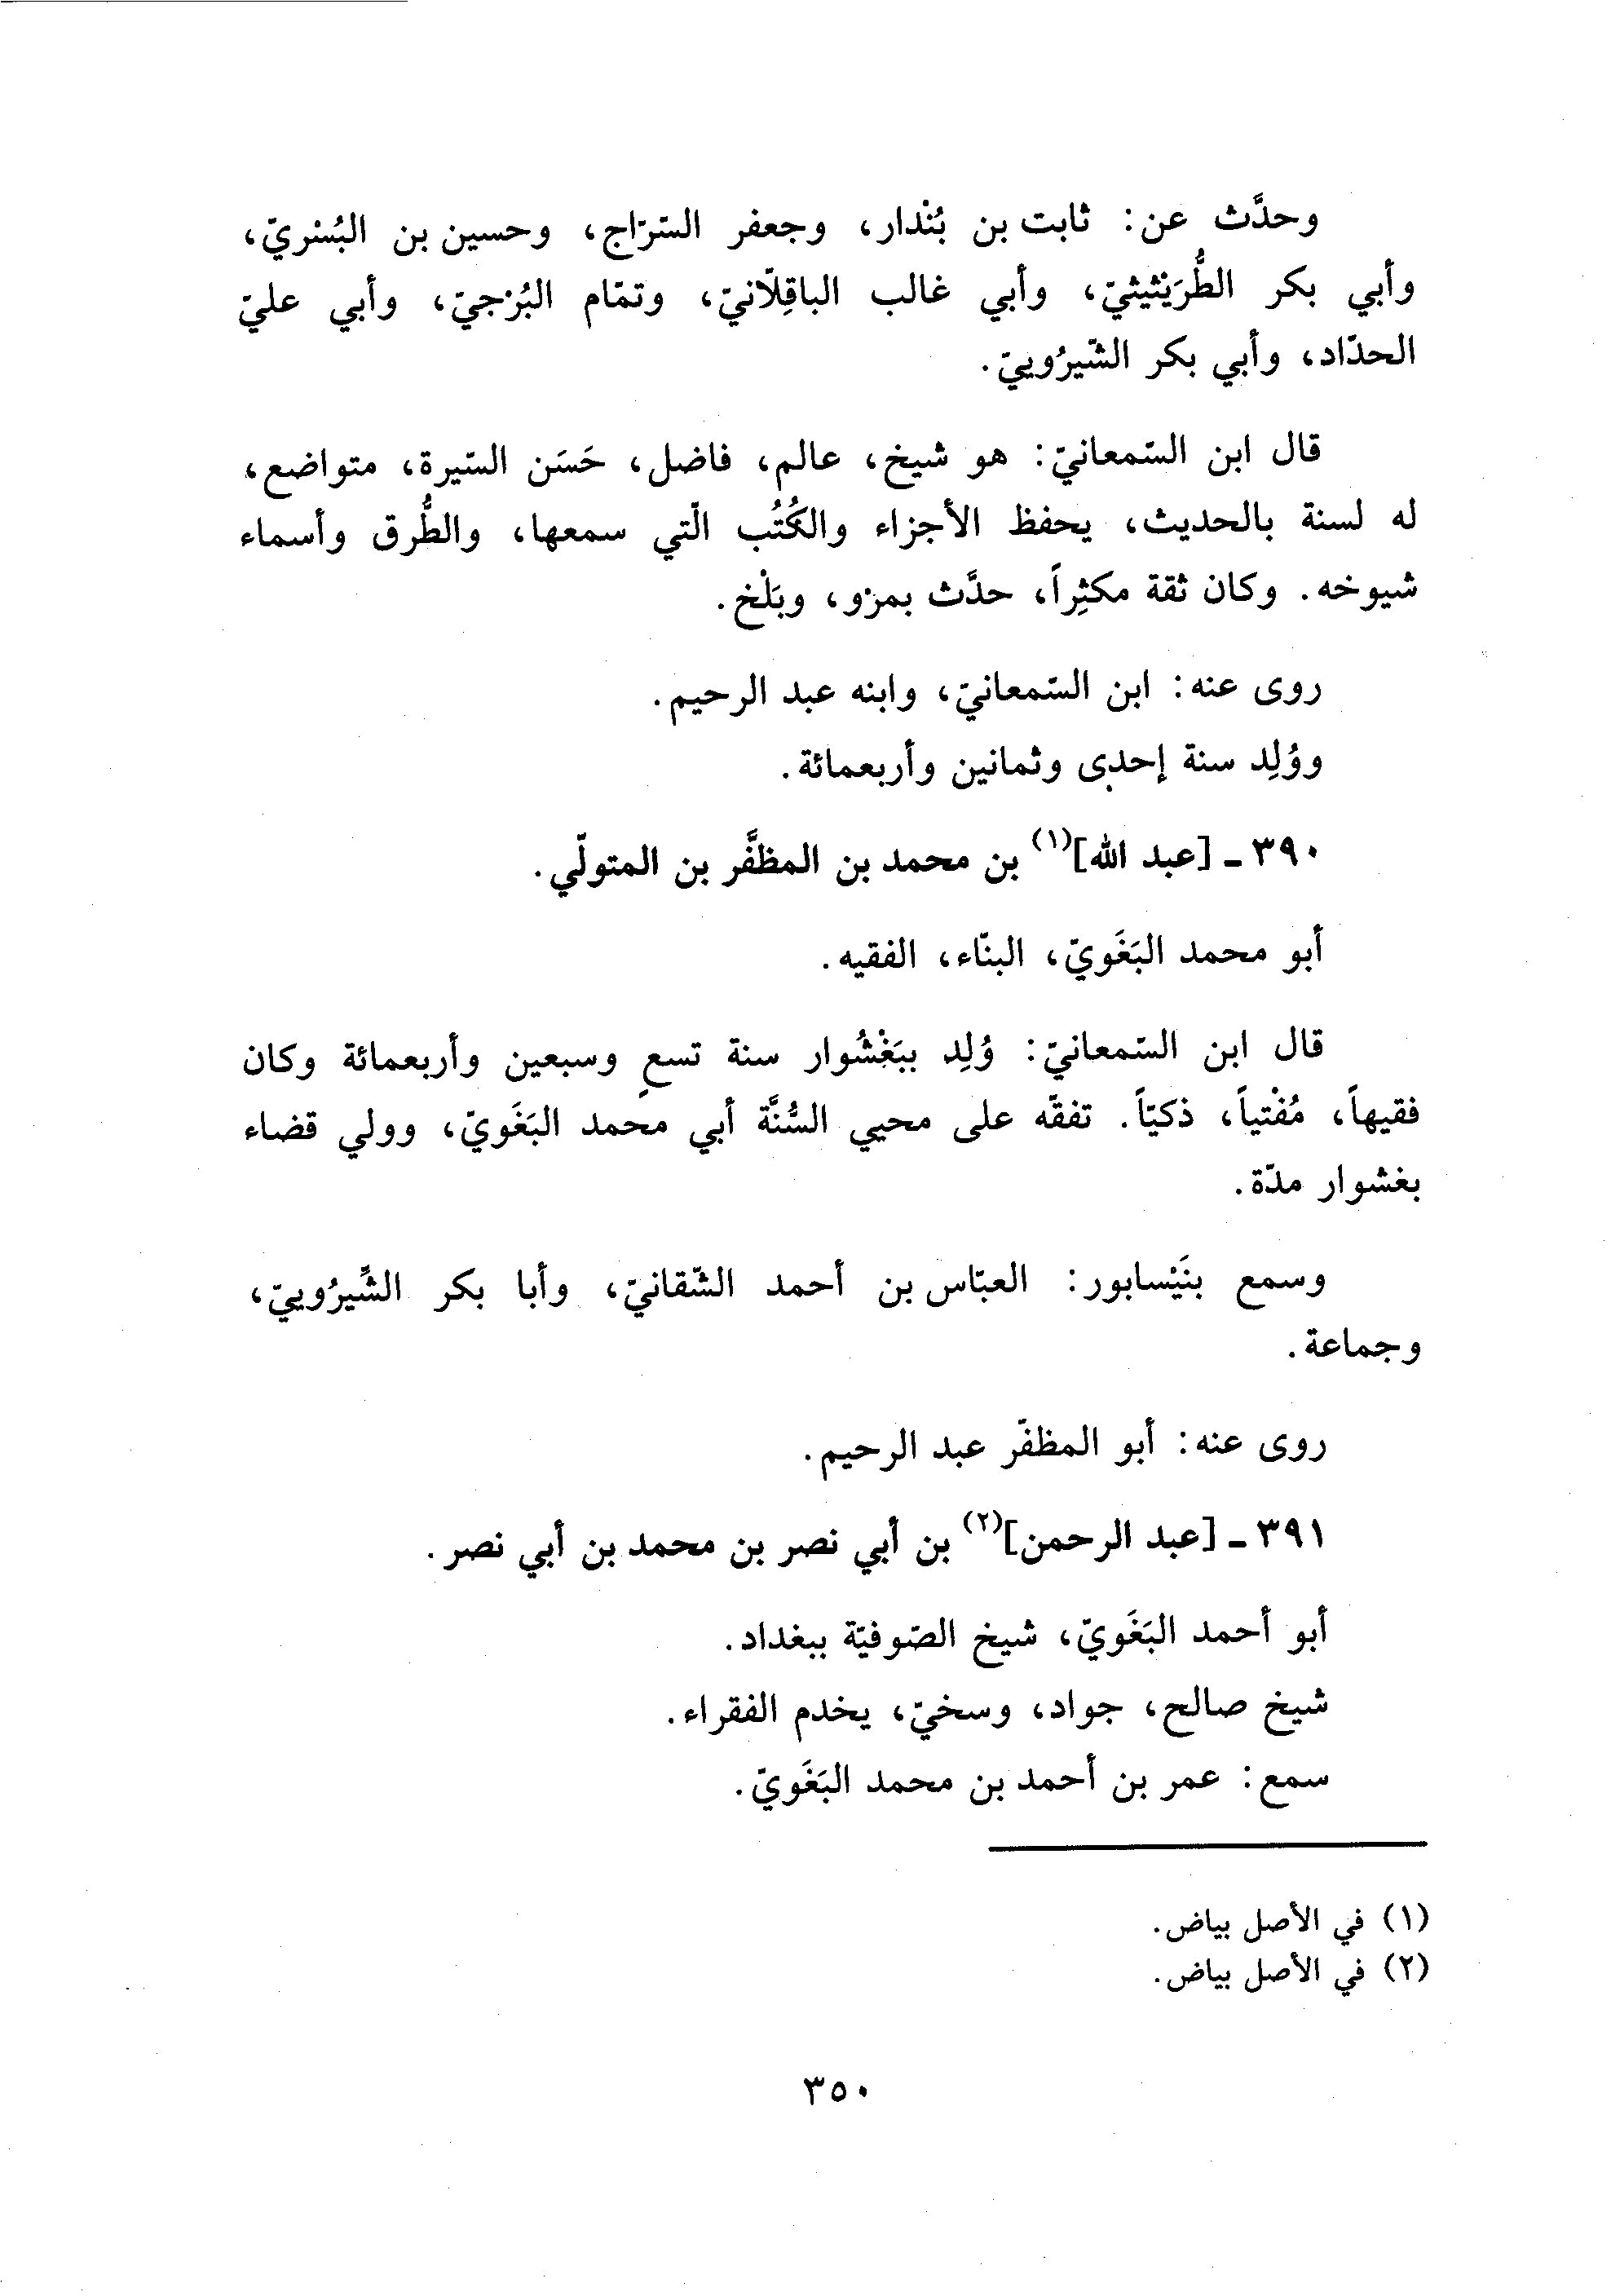 وحدَّث عن: ثابت بن بُنْدار، وجعفر السّرّاج، وحسين بن البُسْريّ،
وأبي بكر الطُّرَيْثيثيّ، وأبي غالب الباقِلّانيّ، وتمّام البُرْجيّ، وأبي عليّ
الحدّاد، وأبي بكر الشّيرُوييّ.
قال ابن السّمعانيّ: هو شيخ، عالم، فاضل، حَسَن السّيرة، متواضع،
له لسنة بالحديث، يحفظ الأجزاء والكُتُب الّتي سمعها، والطُّرق وأسماء
شيوخه. وكان ثقة مكثِراً، حدَّث بمرْو، وبَلْخ.
روى عنه: ابن السّمعانيّ، وابنه عبد الرحيم.
ووُلِد سنة إحدى وثمانين وأربعمائة.
٣٩٠ ـ [عبد الله](١) بن محمد بن المظفَّر بن المتولّي.
أبو محمد البَغَويّ، البنّاء، الفقيه.
قال ابن السّمعانيّ: وُلِد ببَغْشُوار سنة تسعٍ وسبعين وأربعمائة وكان
فقيهاً، مُفْتياً، ذكيّاً. تفقّه على محيي السُّنَّة أبي محمد البَغَويّ، وولي قضاء
بغشوار مدّة.
وسمع بنَيْسابور: العبّاس بن أحمد الشّقانيّ، وأبا بكر الشِّيرُوييّ،
وجماعة.
روى عنه: أبو المظفّر عبد الرحيم.
٣٩١ ـ [عبد الرحمن](٢) بن أبي نصر بن محمد بن أبي نصر.
أبو أحمد البَغَويّ، شيخ الصّوفيّة ببغداد.
شيخ صالح، جواد، وسخيّ، يخدم الفقراء.
سمع: عمر بن أحمد بن محمد البَغَويّ.
(١) في الأصل بياض.
(٢) في الأصل بياض.
٣٥٠